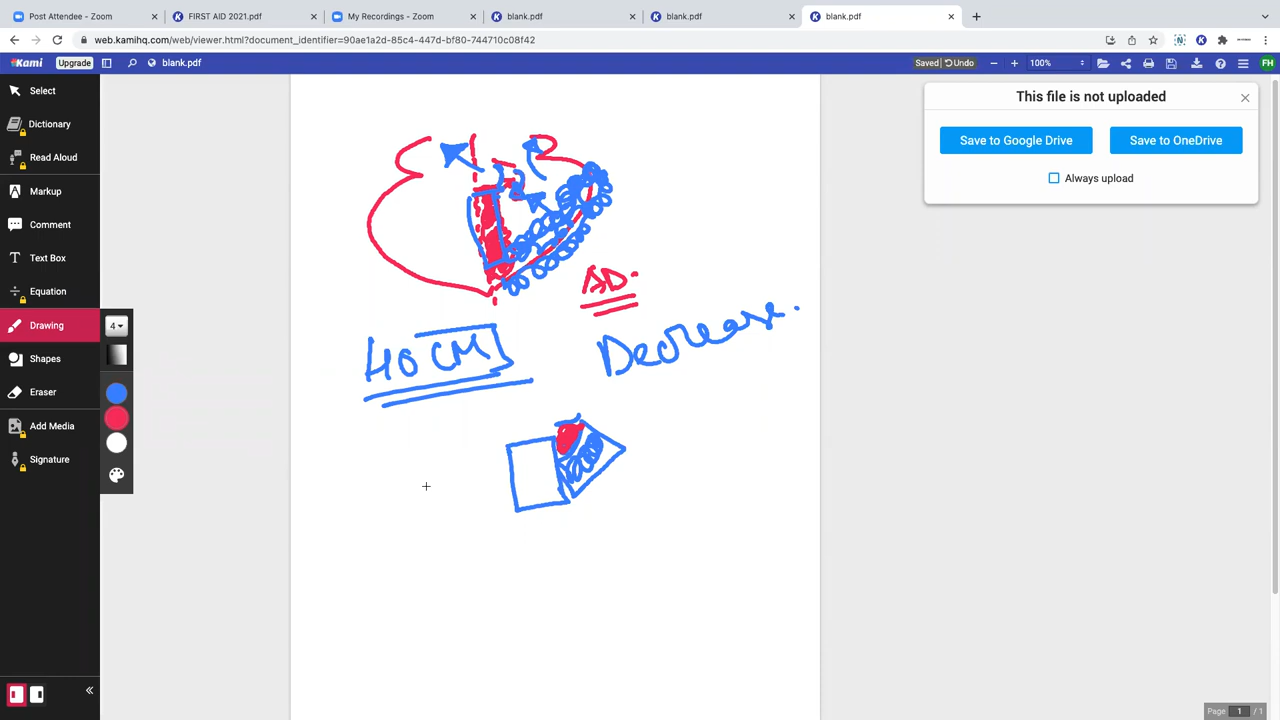 Post Attendee - Zoom
FIRST AID 2021.pdf
My Recordings - Zoom
blank.pdf
blank.pdf
blank.pdf
web.kamihq.com/web/viewer.html?document_identifier=90ae1a2d-85c4-447d-bf80-744710c08f42
Kami Upgrade blank.pdf Saved Undo 100% FH
Select
Dictionary
Read Aloud
Markup
Comment
Text Box
Equation
Drawing
Shapes
Eraser
Add Media
Signature
4
This file is not uploaded
Save to Google Drive Save to OneDrive
Always upload
AD.
40 CM
Decrease.
Page 1 / 1